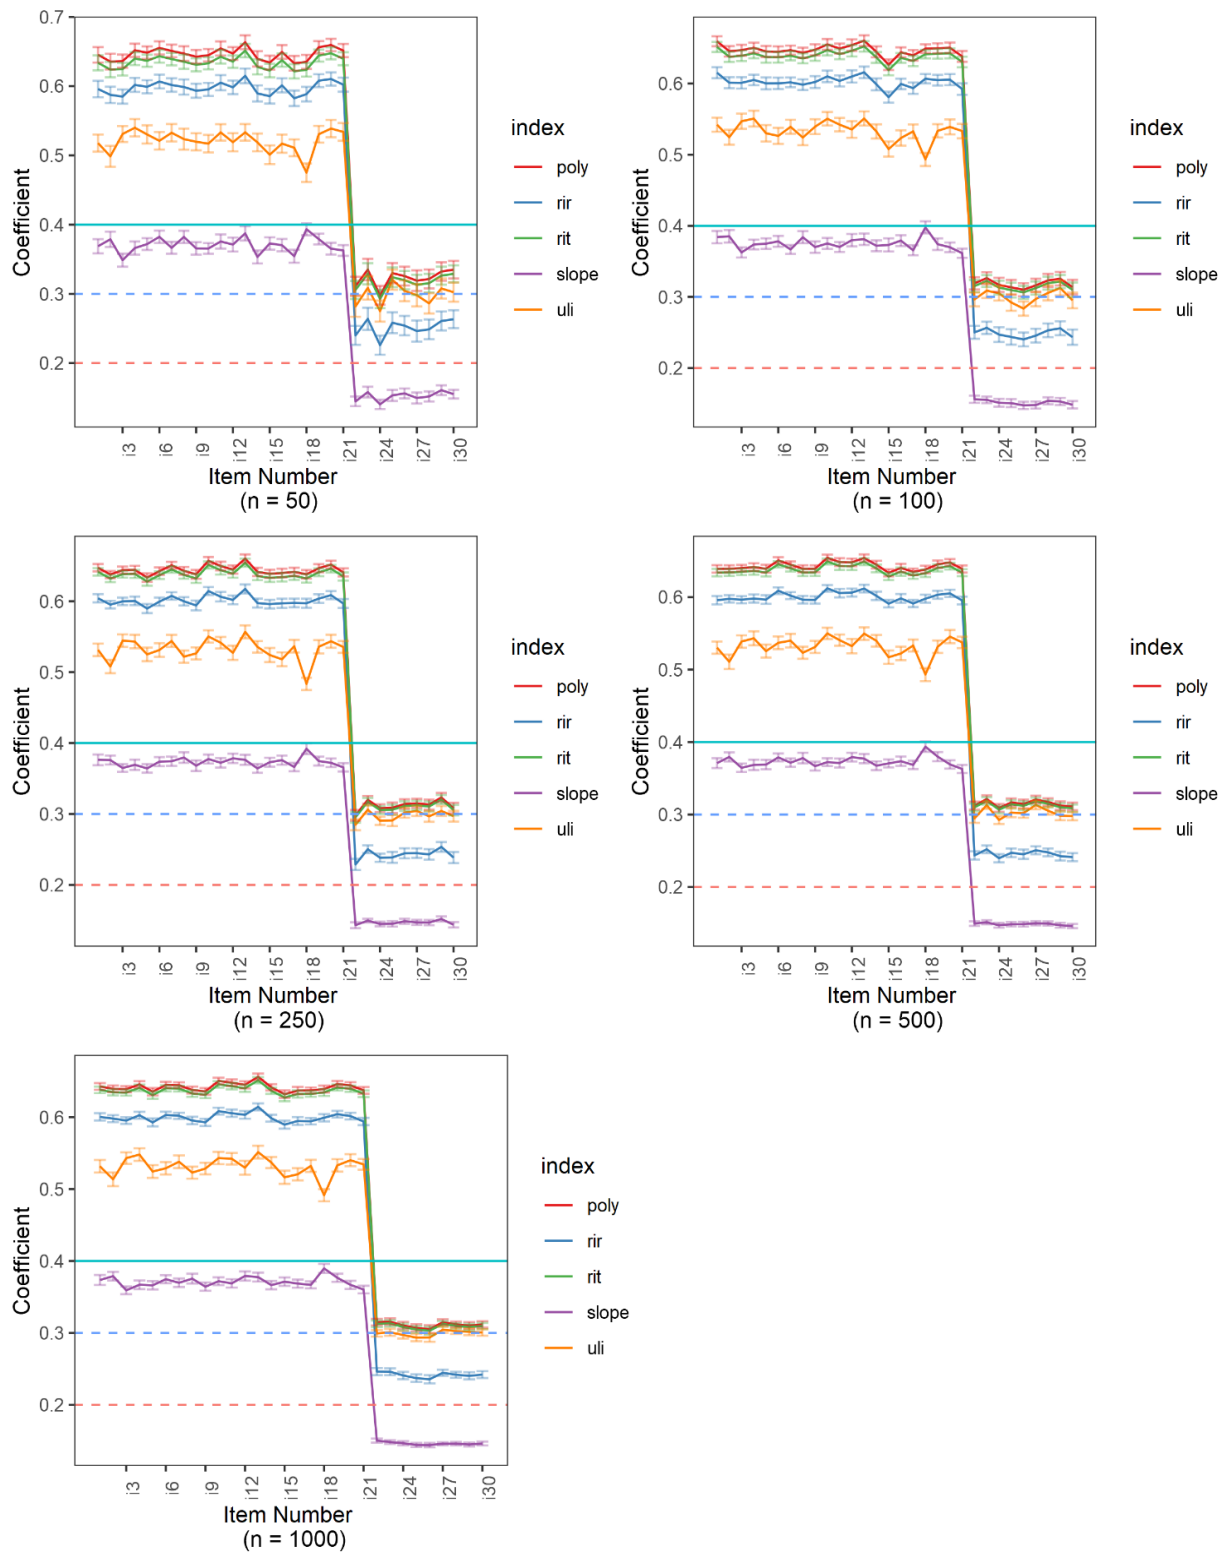 0.7
0.6
0.5
0.4
0.3
0.2
Coefficient
i3
i6
i9
i12
i15
i18
i21
i24
i27
i30
Item Number
(n = 50)
index
poly
rir
rit
slope
uli
0.6
0.5
0.4
0.3
0.2
Coefficient
i3
i6
i9
i12
i15
i18
i21
i24
i27
i30
Item Number
(n = 100)
index
poly
rir
rit
slope
uli
0.6
0.5
0.4
0.3
0.2
Coefficient
i3
i6
i9
i12
i15
i18
i21
i24
i27
i30
Item Number
(n = 250)
index
poly
rir
rit
slope
uli
0.6
0.5
0.4
0.3
0.2
Coefficient
i3
i6
i9
i12
i15
i18
i21
i24
i27
i30
Item Number
(n = 500)
index
poly
rir
rit
slope
uli
0.6
0.5
0.4
0.3
0.2
Coefficient
i3
i6
i9
i12
i15
i18
i21
i24
i27
i30
Item Number
(n = 1000)
index
poly
rir
rit
slope
uli